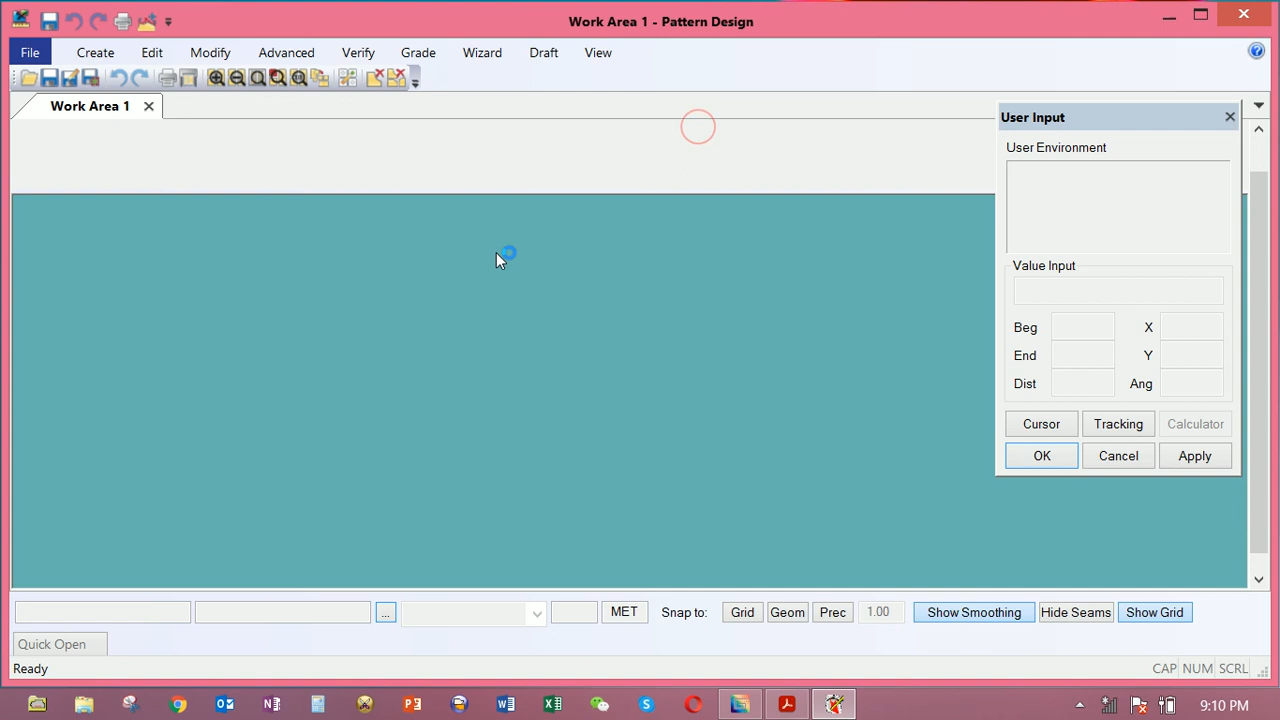 Work Area 1 - Pattern Design
File Create Edit Modify Advanced Verify Grade Wizard Draft View
Work Area 1
User Input
User Environment
Value Input
Beg X
End Y
Dist Ang
Cursor Tracking Calculator
OK Cancel Apply
... MET Snap to: Grid Geom Prec 1.00 Show Smoothing Hide Seams Show Grid
Quick Open
Ready CAP NUM SCRL
9:10 PM